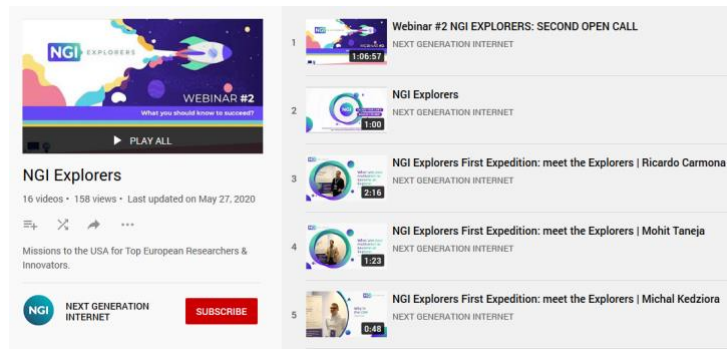 NGI EXPLORERS
WEBINAR #2
What you should know to succeed?
PLAY ALL
NGI Explorers
16 videos • 158 views • Last updated on May 27, 2020
Missions to the USA for Top European Researchers &
Innovators.
NGI
NEXT GENERATION
INTERNET
SUBSCRIBE
1
1:06:57
Webinar #2 NGI EXPLORERS: SECOND OPEN CALL
NEXT GENERATION INTERNET
2
1:00
NGI Explorers
NEXT GENERATION INTERNET
3
2:16
NGI Explorers First Expedition: meet the Explorers | Ricardo Carmona
NEXT GENERATION INTERNET
4
1:23
NGI Explorers First Expedition: meet the Explorers | Mohit Taneja
NEXT GENERATION INTERNET
5
0:48
NGI Explorers First Expedition: meet the Explorers | Michal Kedziora
NEXT GENERATION INTERNET